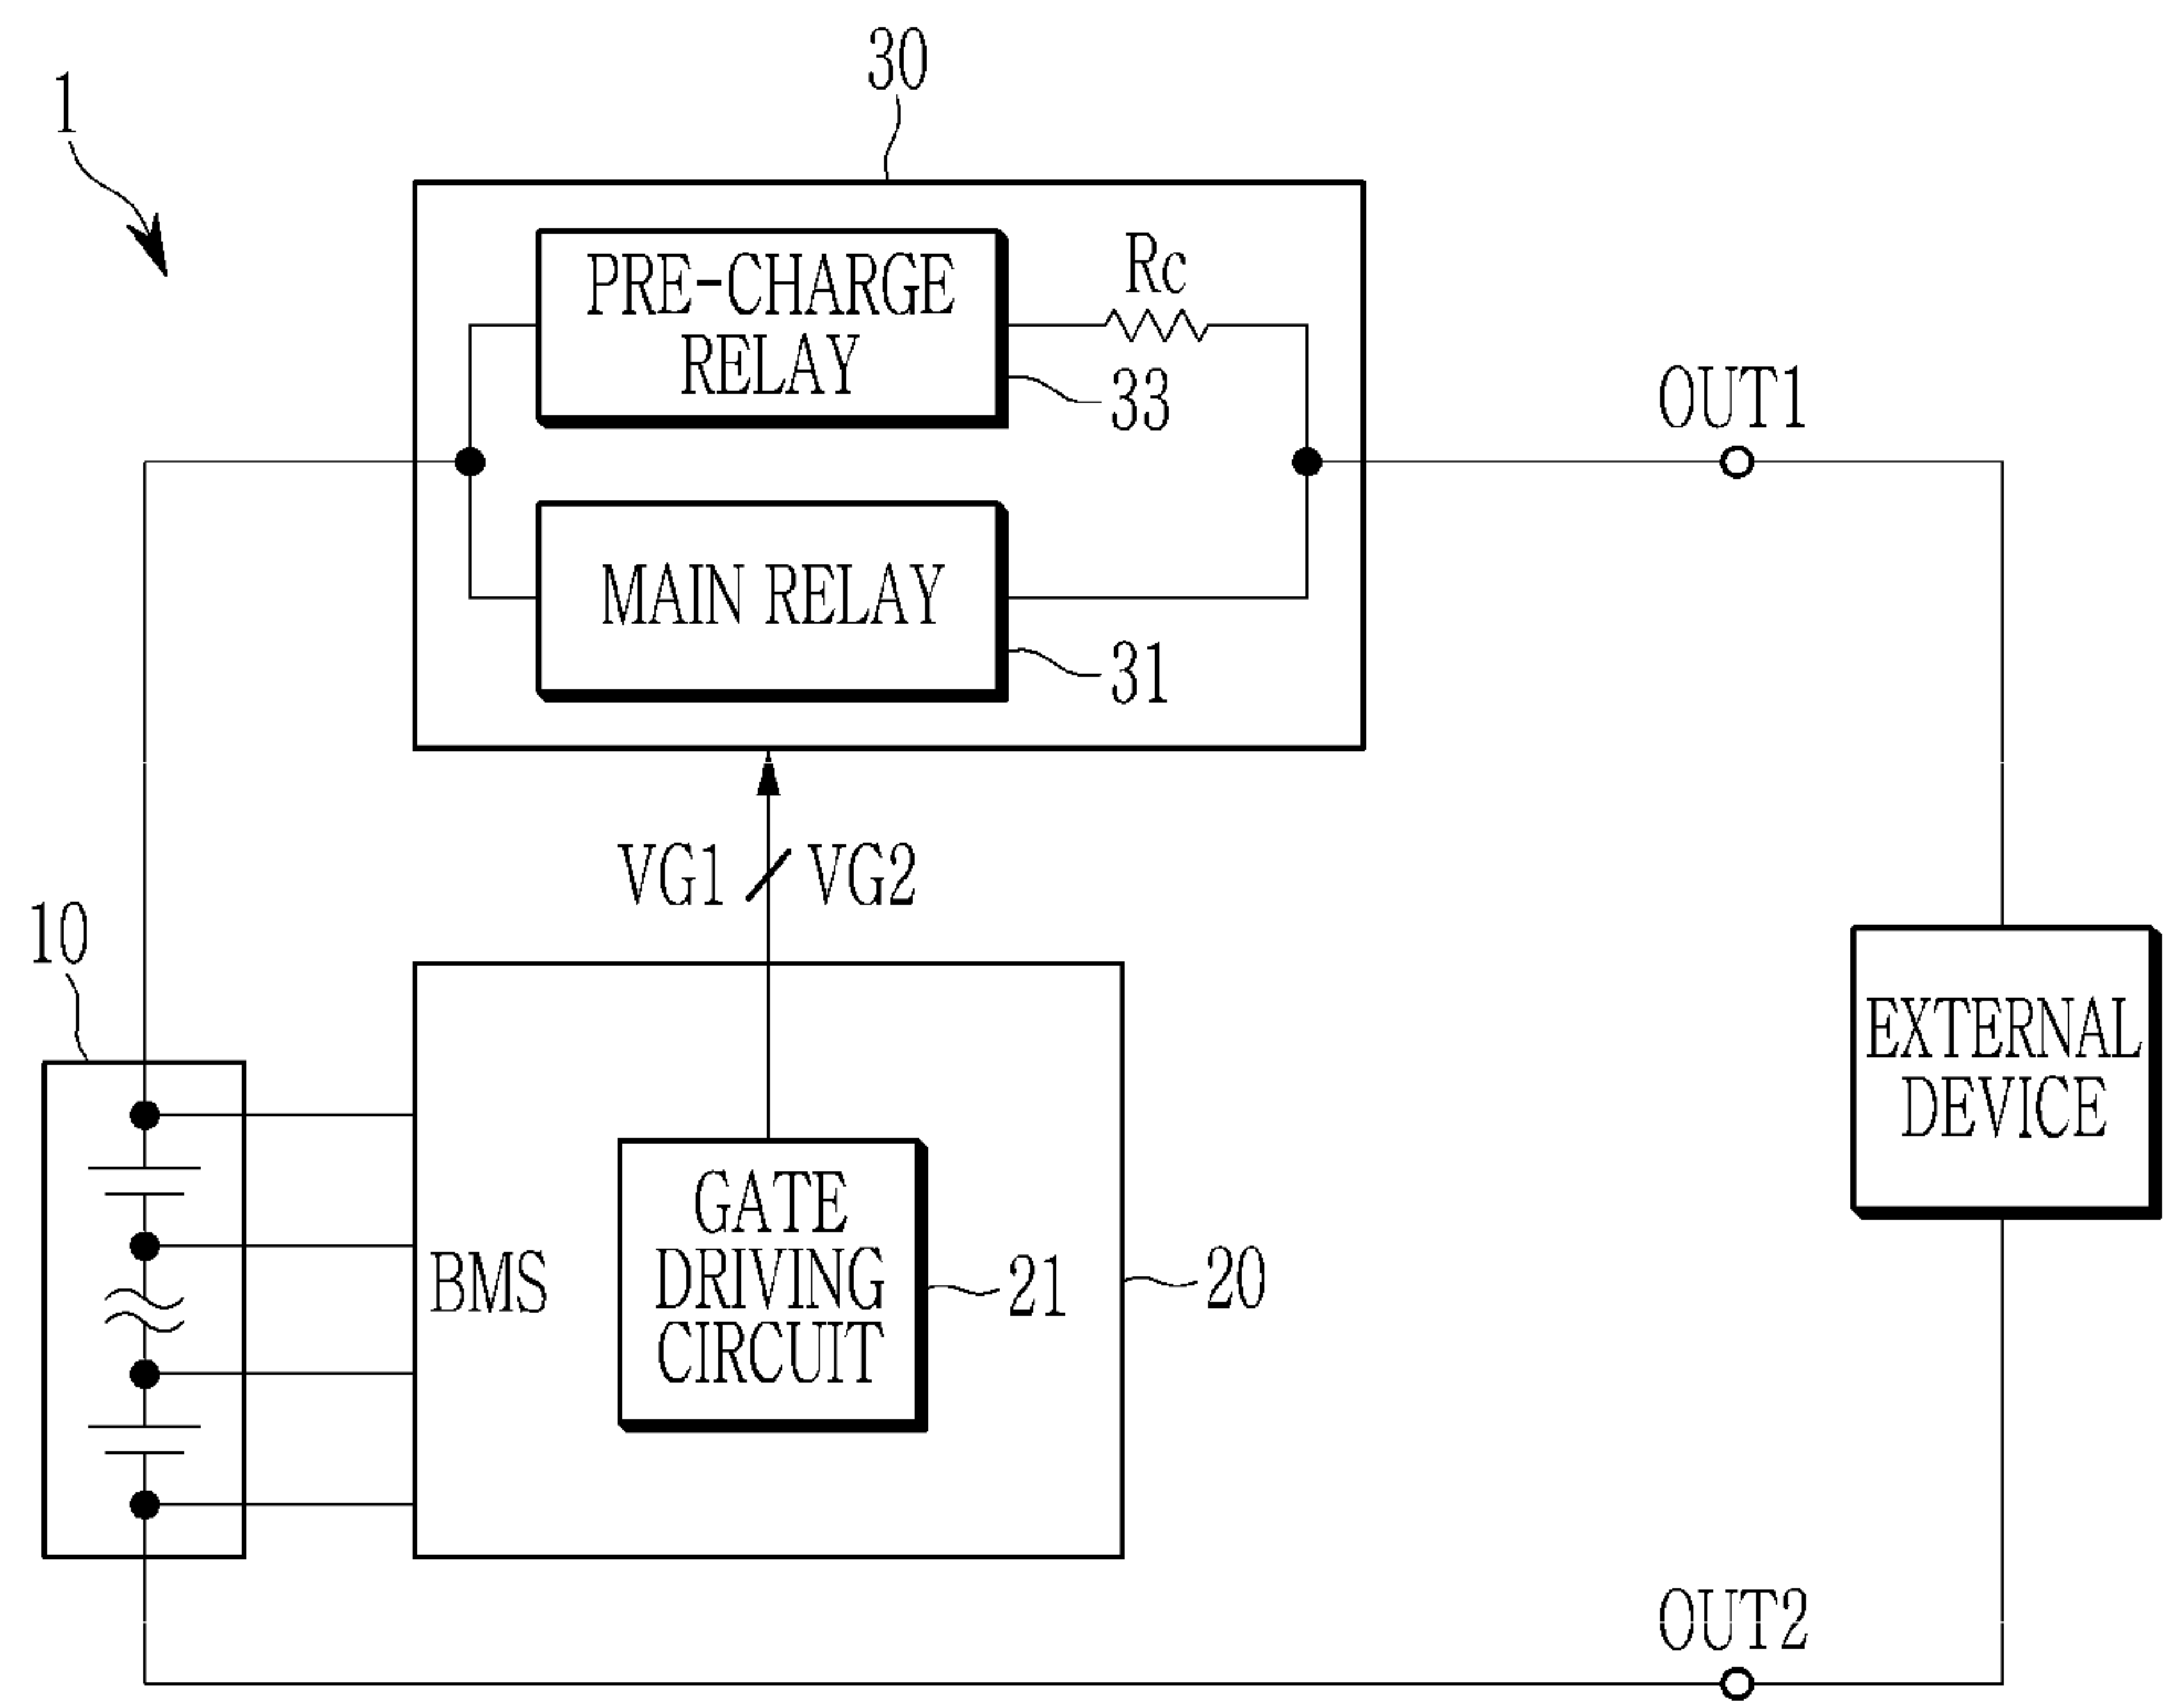 30
1
PRE-CHARGE
RELAY
Rc
33
OUT1
MAIN RELAY
31
VG1
VG2
10
EXTERNAL
DEVICE
GATE
DRIVING
CIRCUIT
BMS
21
20
OUT2